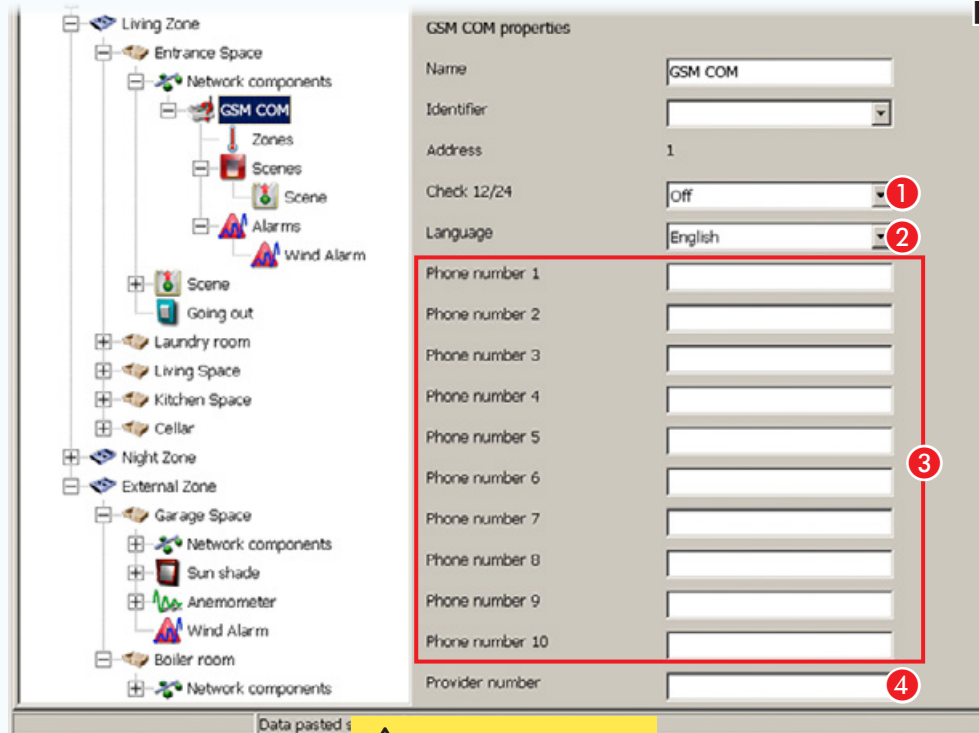 Living Zone
Entrance Space
Network components
GSM COM
Zones
Scenes
Scene
Alarms
Wind Alarm
Scene
Going out
Laundry room
Living Space
Kitchen Space
Cellar
Night Zone
External Zone
Garage Space
Network components
Sun shade
Anemometer
Wind Alarm
Boiler room
Network components
GSM COM properties
Name GSM COM
Identifier
Address 1
Check 12/24 Off 1
Language English 2
Phone number 1
Phone number 2
Phone number 3
Phone number 4
Phone number 5
Phone number 6
3
Phone number 7
Phone number 8
Phone number 9
Phone number 10
Provider number 4
Data pasted